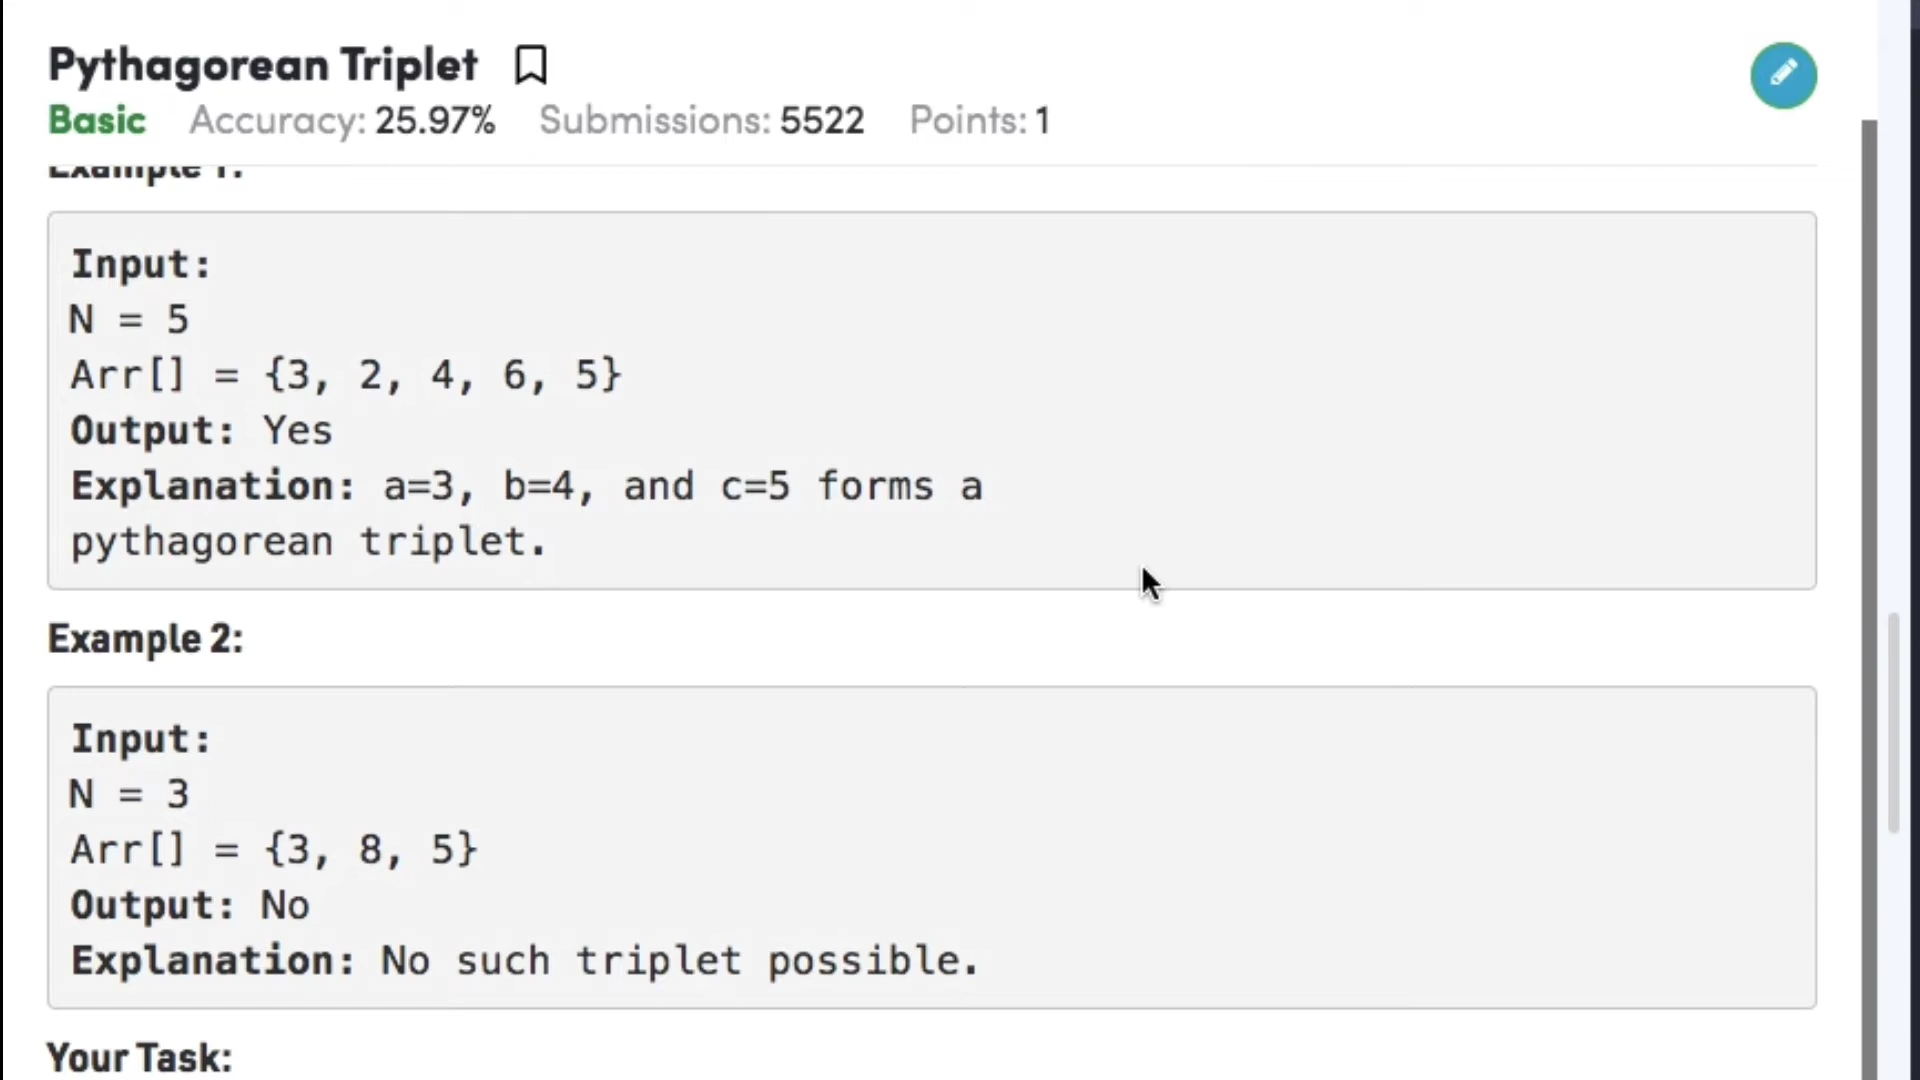 Pythagorean Triplet
Basic Accuracy: 25.97% Submissions: 5522 Points: 1
Example 1:
Input:
N = 5
Arr[] = {3, 2, 4, 6, 5}
Output: Yes
Explanation: a=3, b=4, and c=5 forms a
pythagorean triplet.
Example 2:
Input:
N = 3
Arr[] = {3, 8, 5}
Output: No
Explanation: No such triplet possible.
Your Task: